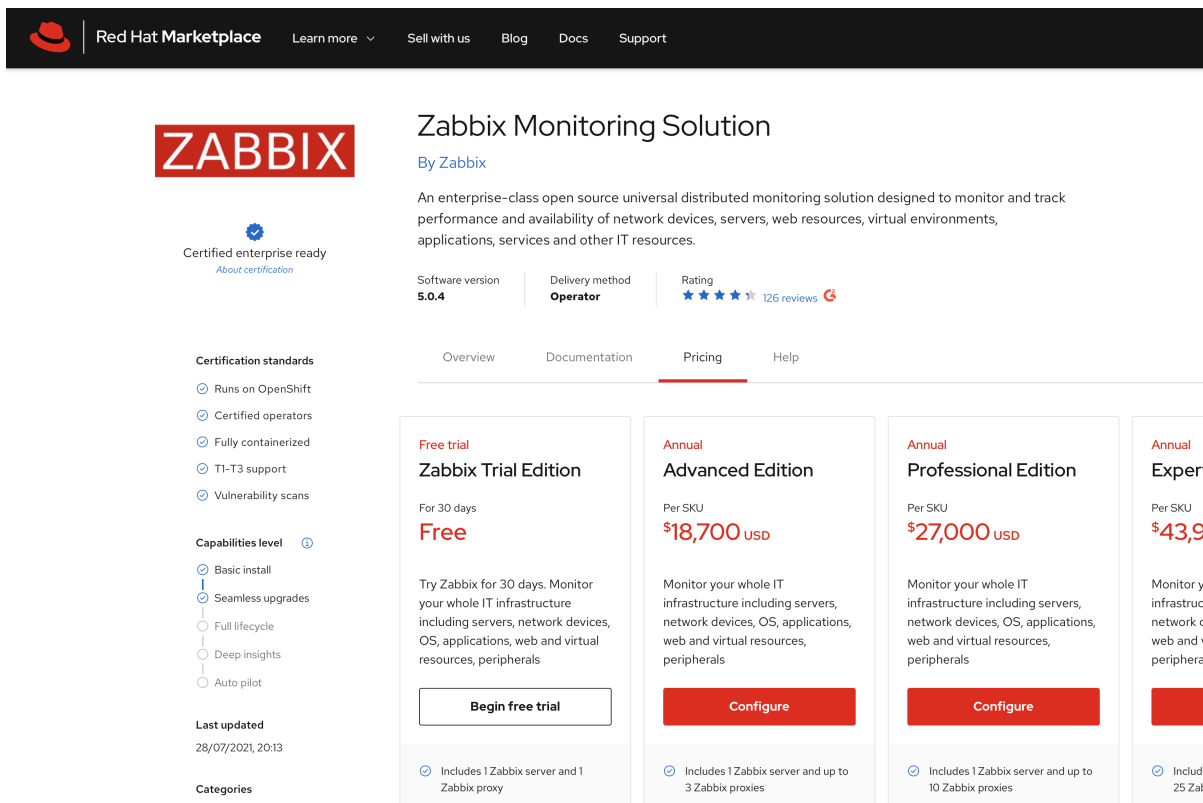 Red Hat Marketplace
Learn more
Sell with us
Blog
Docs
Support
ZABBIX
Certified enterprise ready
About certification
Zabbix Monitoring Solution
By Zabbix
An enterprise-class open source universal distributed monitoring solution designed to monitor and track
performance and availability of network devices, servers, web resources, virtual environments,
applications, services and other IT resources.
Software version
5.0.4
Delivery method
Operator
Rating
126 reviews
Overview
Documentation
Pricing
Help
Certification standards
Runs on OpenShift
Certified operators
Fully containerized
T1-T3 support
Vulnerability scans
Capabilities level
Basic install
Seamless upgrades
Full lifecycle
Deep insights
Auto pilot
Last updated
28/07/2021, 20:13
Categories
Free trial
Zabbix Trial Edition
For 30 days
Free
Try Zabbix for 30 days. Monitor
your whole IT infrastructure
including servers, network devices,
OS, applications, web and virtual
resources, peripherals
Begin free trial
Includes 1 Zabbix server and 1
Zabbix proxy
Annual
Advanced Edition
Per SKU
$18,700 USD
Monitor your whole IT
infrastructure including servers,
network devices, OS, applications,
web and virtual resources,
peripherals
Configure
Includes 1 Zabbix server and up to
3 Zabbix proxies
Annual
Professional Edition
Per SKU
$27,000 USD
Monitor your whole IT
infrastructure including servers,
network devices, OS, applications,
web and virtual resources,
peripherals
Configure
Includes 1 Zabbix server and up to
10 Zabbix proxies
Annual
Per SKU
Monitor
web and
25